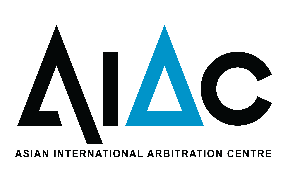 AIAC
ASIAN INTERNATIONAL ARBITRATION CENTRE